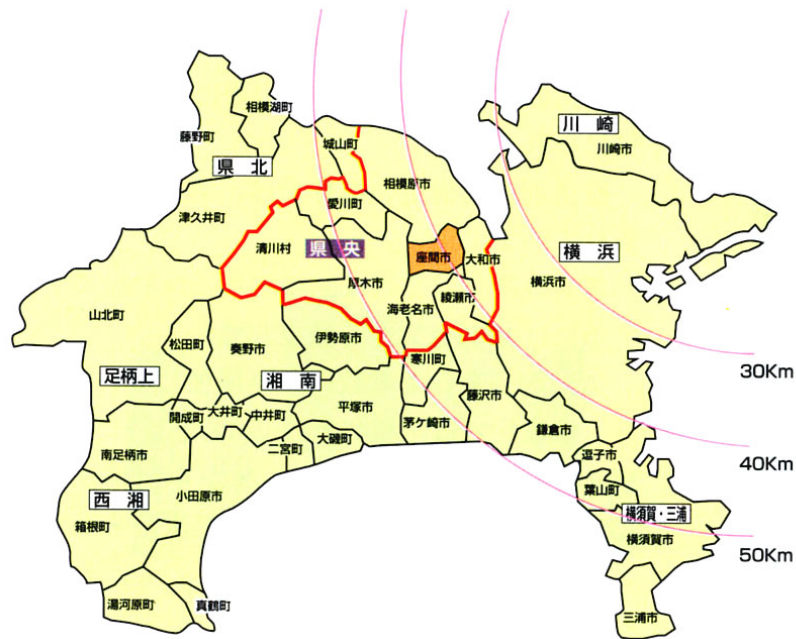 相模湖町
藤野町
県北
城山町
川崎
川崎市
相模原市
津久井町
愛川町
清川村
県央
座間市
大和市
横浜
横浜市
厚木市
綾瀬市
海老名市
山北町
松田町
秦野市
伊勢原市
寒川町
30Km
足柄上
湘南
藤沢市
開成町
大井町
中井町
平塚市
茅ケ崎市
鎌倉市
南足柄市
二宮町
大磯町
逗子市
40Km
西湘
小田原市
葉山町
箱根町
横須賀・三浦
横須賀市
50Km
湯河原町
真鶴町
三浦市